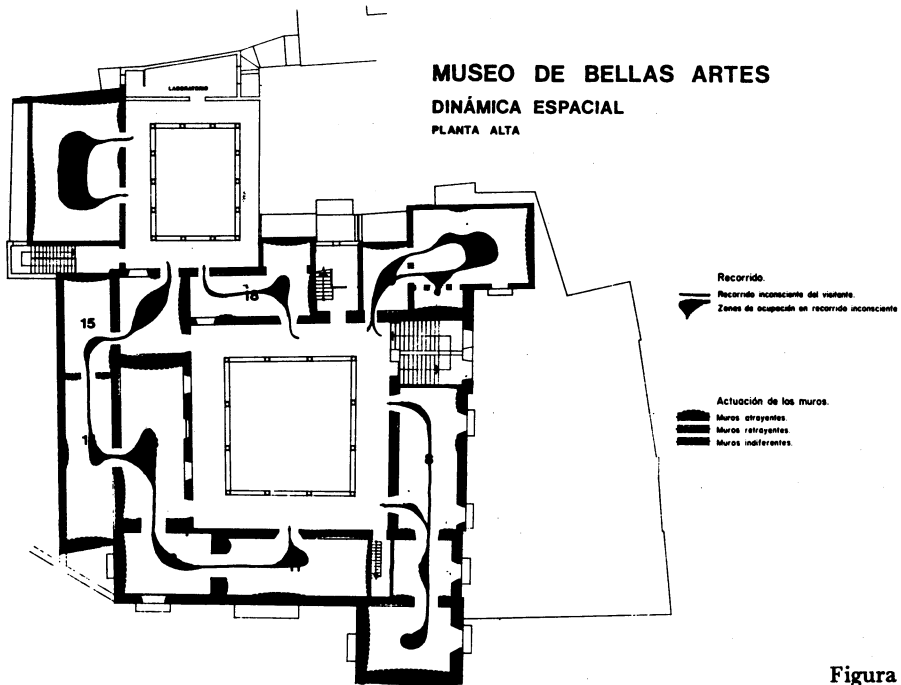 LABORATORIO
MUSEO DE BELLAS ARTES
DINÁMICA ESPACIAL
PLANTA ALTA
18
15
Recorrido.
Recorrido inconsciente del visitante.
Zonas de ocupación en recorrido inconsciente
Actuación de los muros.
Muros atrayentes.
Muros retrayentes.
Muros indiferentes.
Figura